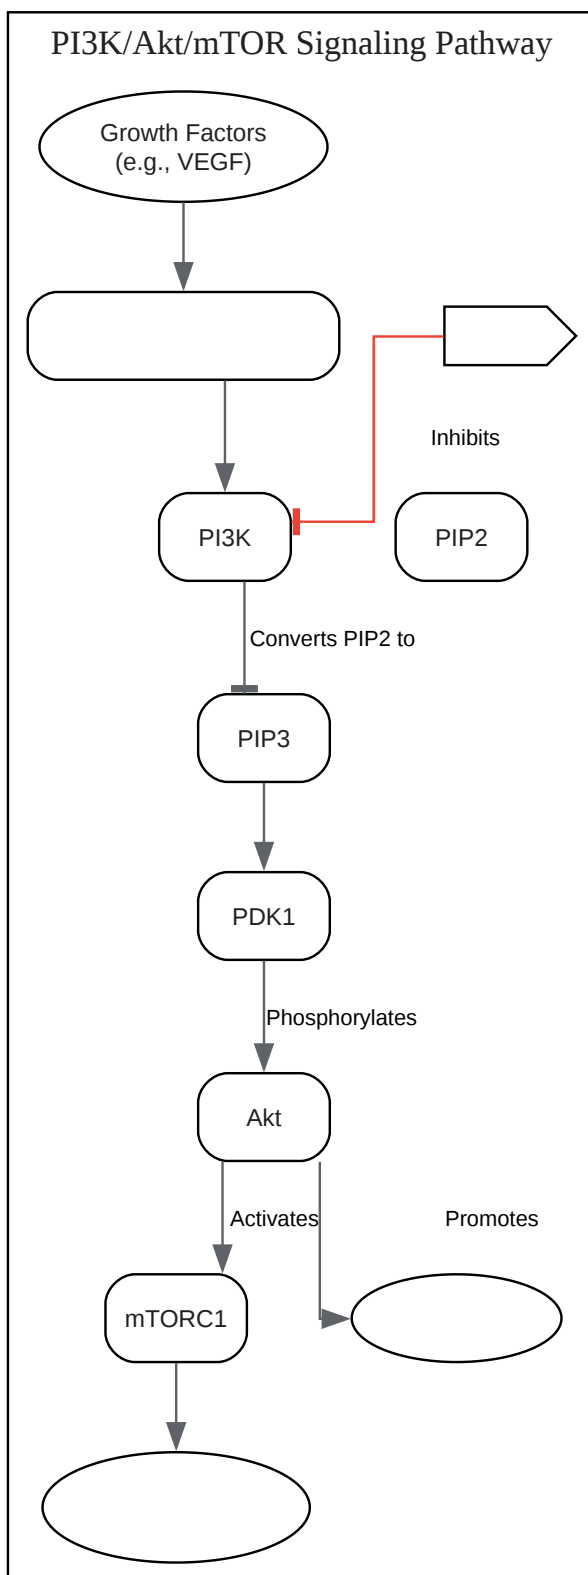 PI3K/Akt/mTOR Signaling Pathway
Growth Factors
(e.g., VEGF)
Inhibits
PI3K
PIP2
Converts PIP2 to
PIP3
PDK1
Phosphorylates
Akt
Activates
Promotes
mTORC1